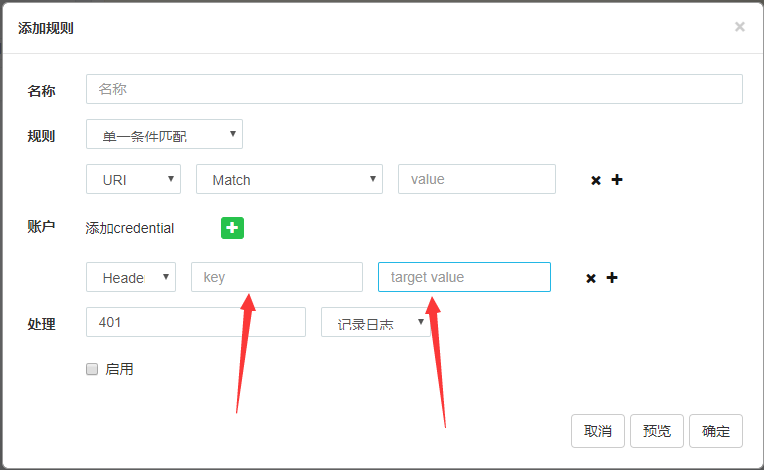 添加规则 ×
名称 名称
规则 单一条件匹配
URI Match value
账户 添加credential
Header key target value
处理 401 记录日志
启用
取消 预览 确定